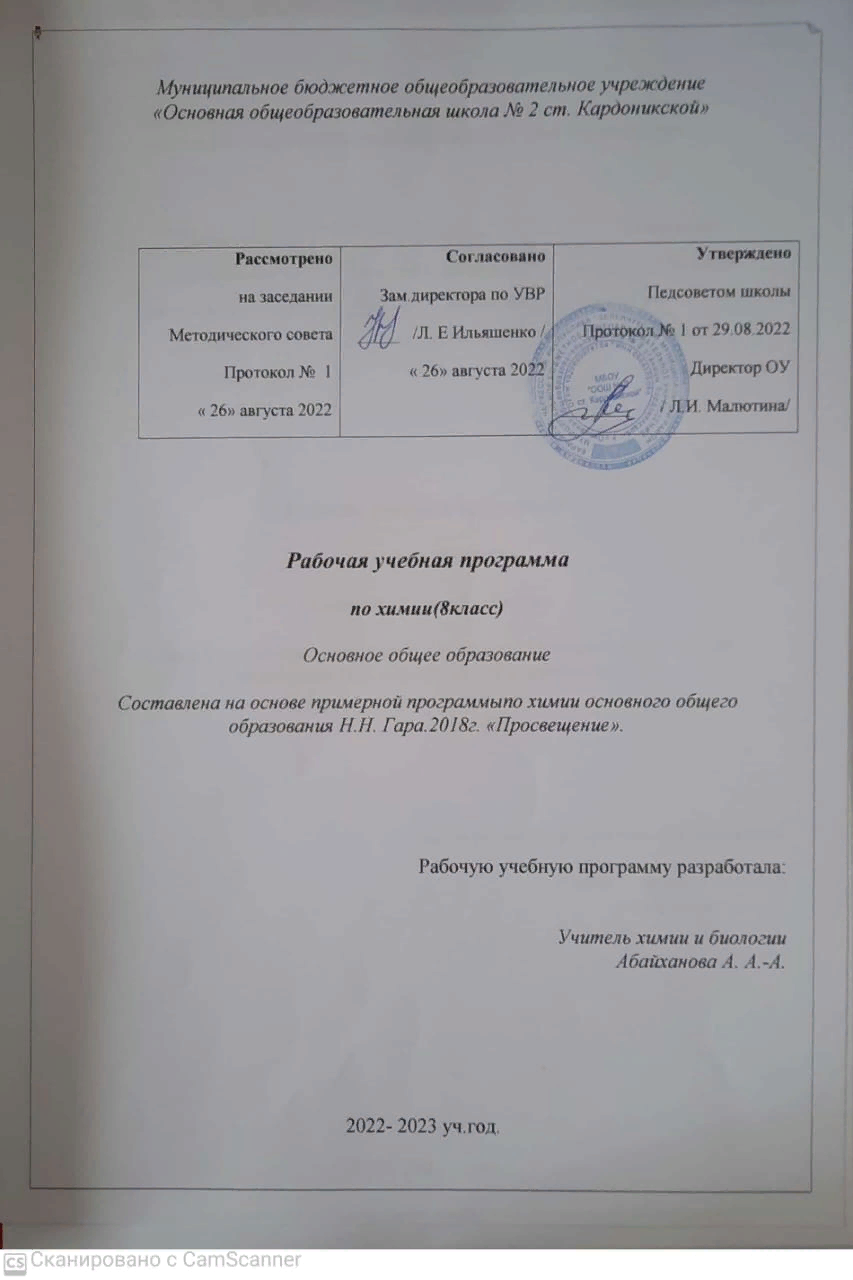 Муниципальное бюджетное общеобразовательное учреждение
«Основная общеобразовательная школа № 2 ст. Кардоникской»
Рассмотрено
на заседании
Методического совета
Протокол № 1
« 26» августа 2022
Согласовано
Зам.директора по УВР
/Л. Е Ильяшенко /
« 26» августа 2022
Утверждено
Педсоветом школы
Протокол № 1 от 29.08.2022
Директор ОУ
/ Л.И. Малютина/
МБОУ
Рабочая учебная программа
по химии(8класс)
Основное общее образование
Составлена на основе примерной программыпо химии основного общего
образования Н.Н. Гара.2018г. «Просвещение».
Рабочую учебную программу разработала:
Учитель химии и биологии
Абайханова А. А.-А.
2022- 2023 уч.год.
CS Сканировано с CamScanner